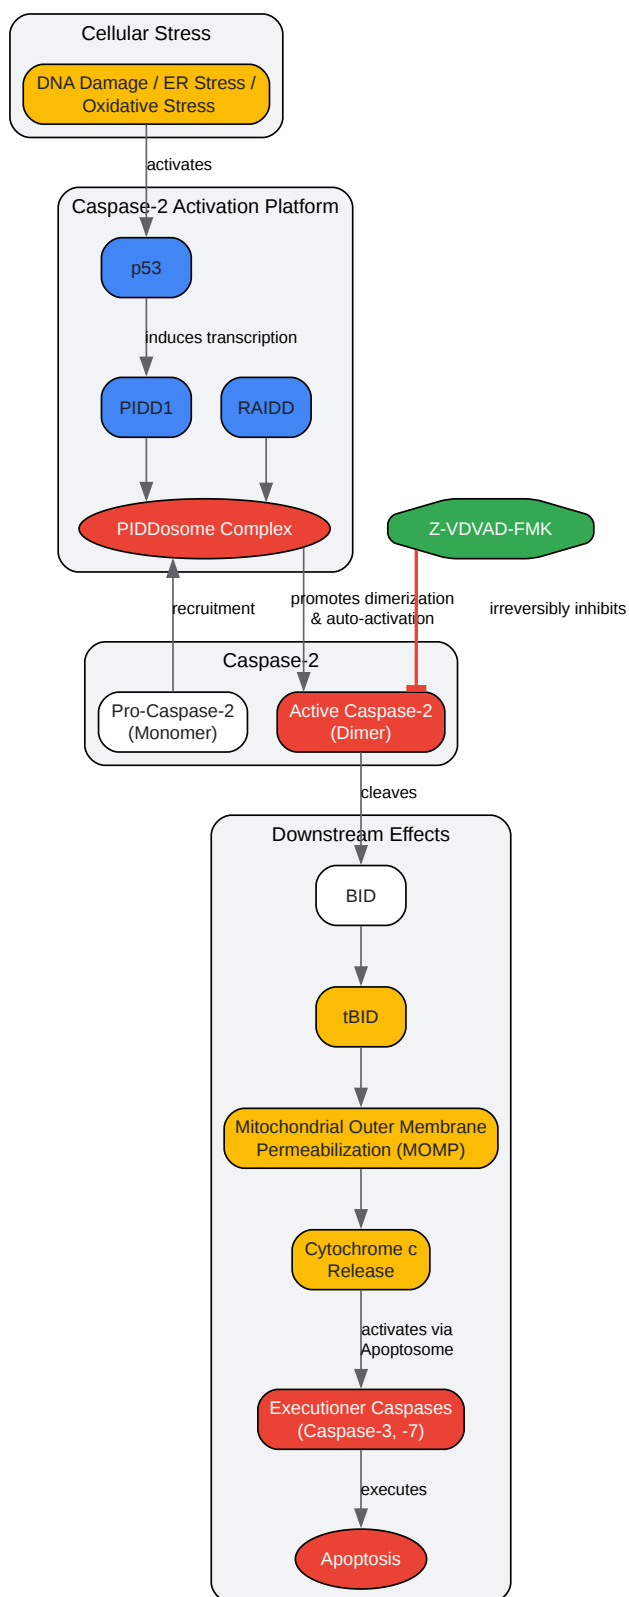 Cellular Stress
DNA Damage / ER Stress /
Oxidative Stress
activates
Caspase-2 Activation Platform
p53
induces transcription
PIDD1
RAIDD
PIDDosome Complex
Z-VDVAD-FMK
recruitment
promotes dimerization
& auto-activation
irreversibly inhibits
Caspase-2
Pro-Caspase-2
(Monomer)
Active Caspase-2
(Dimer)
cleaves
Downstream Effects
BID
tBID
Mitochondrial Outer Membrane
Permeabilization (MOMP)
Cytochrome c
Release
activates via
Apoptosome
Executioner Caspases
(Caspase-3, -7)
executes
Apoptosis